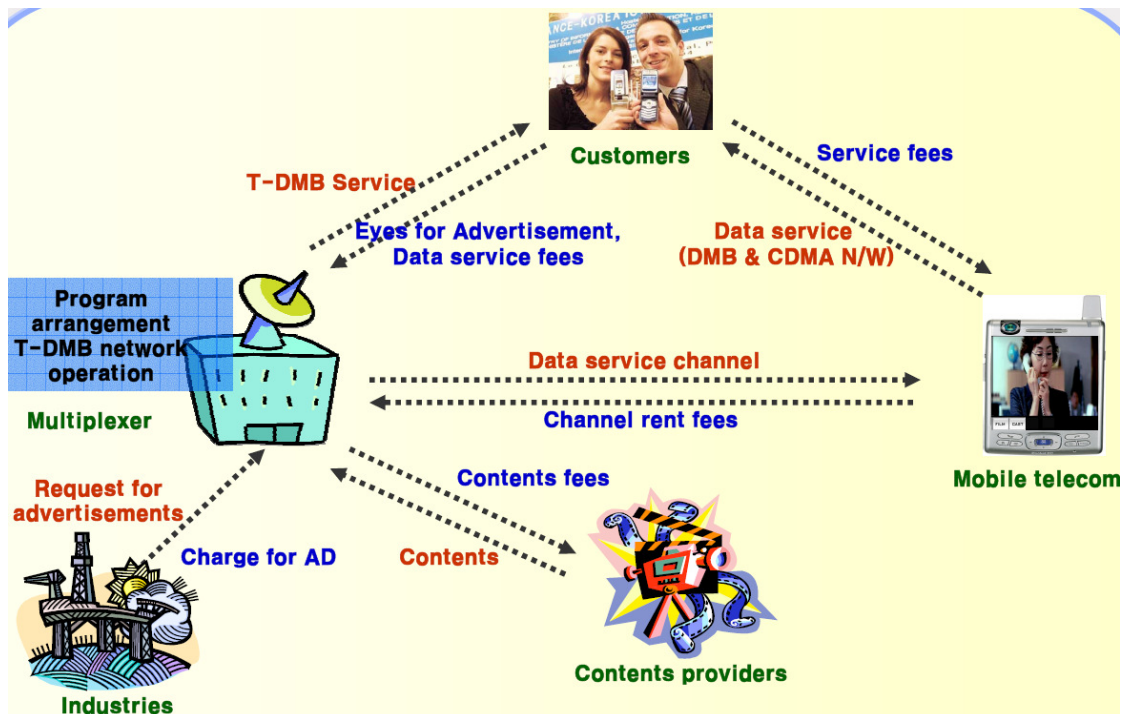 ANCE-KOREA
Customers
Service fees
T-DMB Service
Eyes for Advertisement,
Data service fees
Data service
(DMB & CDMA N/W)
Program
arrangement
T-DMB network
operation
Multiplexer
Data service channel
Channel rent fees
Mobile telecom
Request for
advertisements
Charge for AD
Contents fees
Contents
Industries
Contents providers